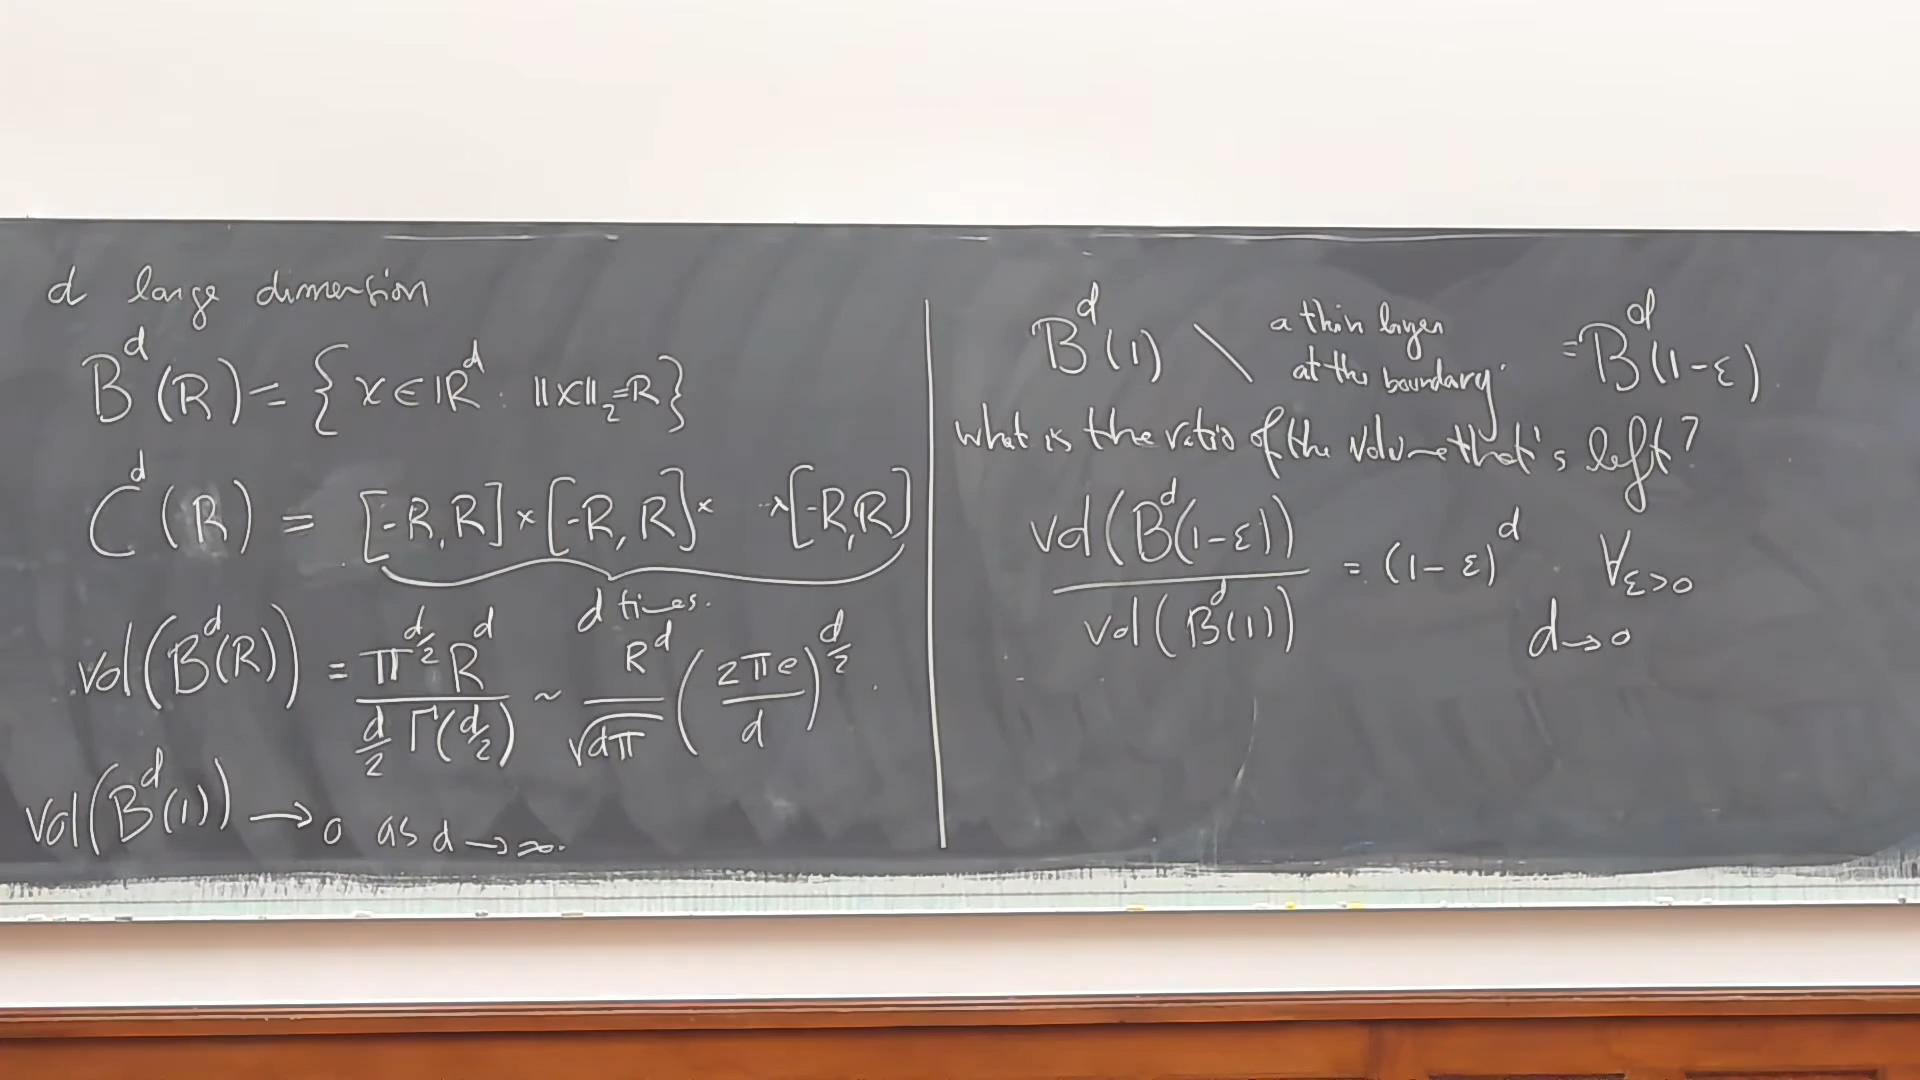 d large dimension
B^d(R) = { x ∈ ℝ^d : ‖x‖_2 = R }
C^d(R) = [-R,R] × [-R,R] × ⋯ × [-R,R]
d times.
vol(B^d(R)) = π^{d/2} R^d / (d/2 Γ(d/2)) ~ R^d / √(dπ) (2πe / d)^{d/2}.
vol(B^d(1)) → 0 as d → ∞.
B^d(1) \ a thin layer at the boundary = B^d(1-ε)
what is the ratio of the volume that's left?
vol(B^d(1-ε)) / vol(B^d(1)) = (1-ε)^d ∀ε>0
d→0